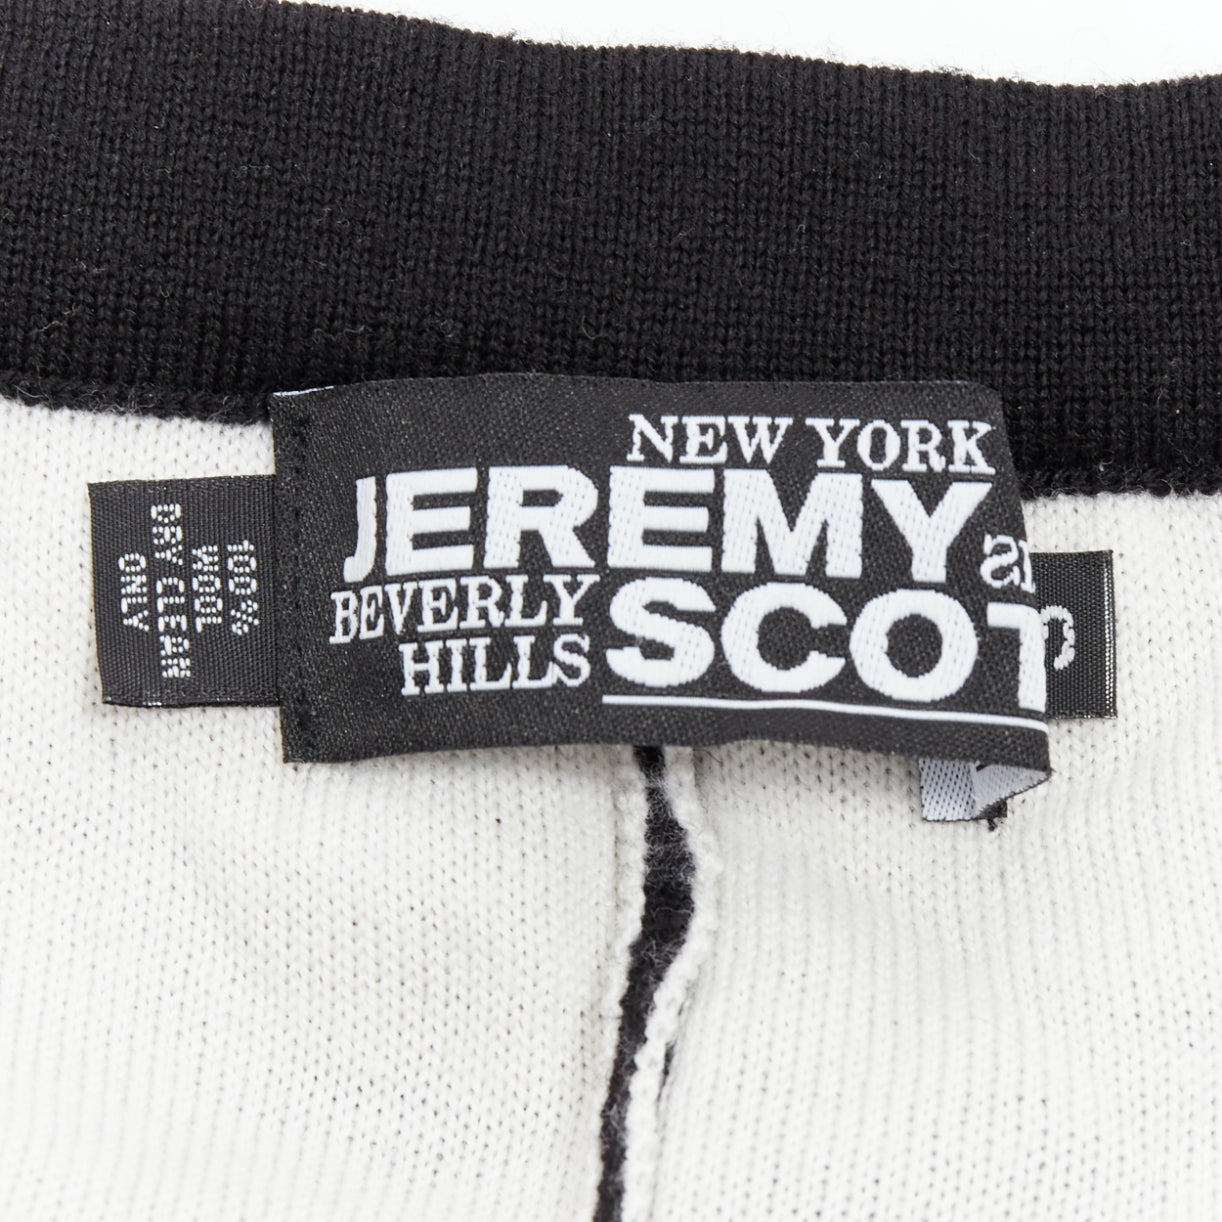 NEW YORK
JEREMY
BEVERLY
HILLS
SCOT
100%
WOOL
DRY CLEAN
ONLY